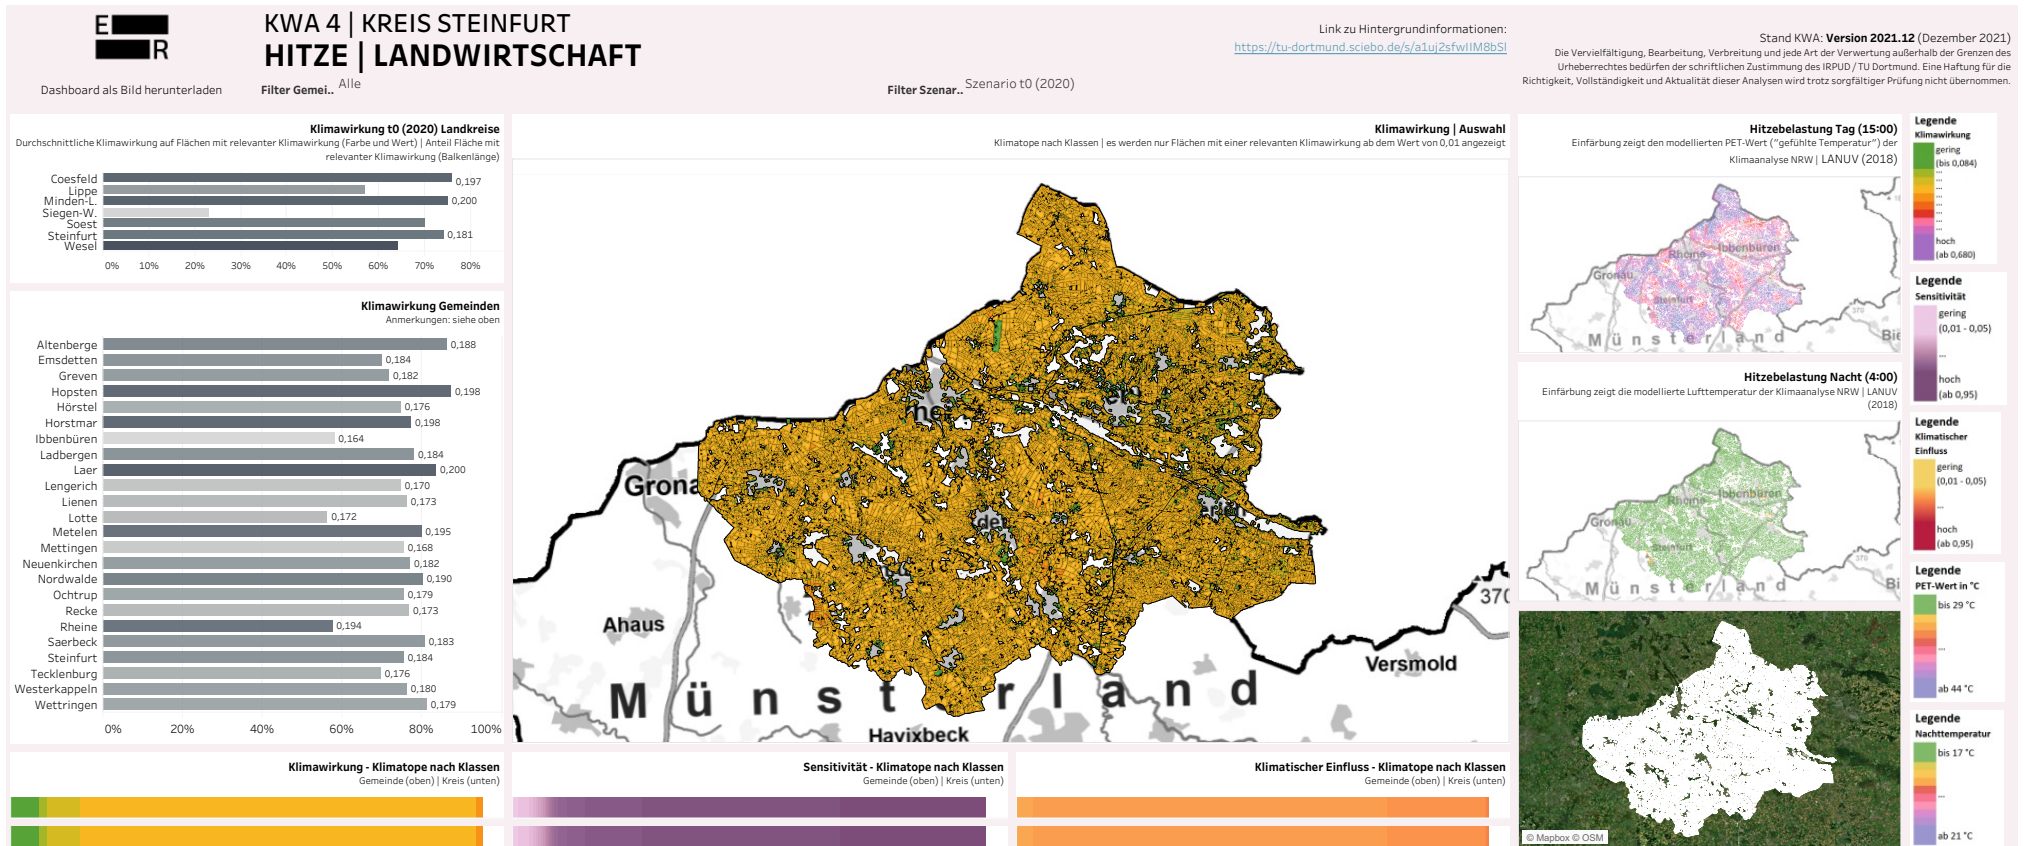 E
R
Dashboard als Bild herunterladen
KWA 4 | KREIS STEINFURT
HITZE | LANDWIRTSCHAFT
Filter Gemei.. Alle
Filter Szenar.. Szenario t0 (2020)
Link zu Hintergrundinformationen:
https://tu-dortmund.sciebo.de/s/a1uj2sfwIIM8bSl
Stand KWA: Version 2021.12 (Dezember 2021)
Die Vervielfältigung, Bearbeitung, Verbreitung und jede Art der Verwertung außerhalb der Grenzen des
Urheberrechtes bedürfen der schriftlichen Zustimmung des IRPUD / TU Dortmund. Eine Haftung für die
Richtigkeit, Vollständigkeit und Aktualität dieser Analysen wird trotz sorgfältiger Prüfung nicht übernommen.
Klimawirkung t0 (2020) Landkreise
Durchschnittliche Klimawirkung auf Flächen mit relevanter Klimawirkung (Farbe und Wert) | Anteil Fläche mit
relevanter Klimawirkung (Balkenlänge)
Coesfeld 0,197
Lippe
Minden-L. 0,200
Siegen-W.
Soest
Steinfurt 0,181
Wesel
0% 10% 20% 30% 40% 50% 60% 70% 80%
Klimawirkung Gemeinden
Anmerkungen: siehe oben
Altenberge 0,188
Emsdetten 0,184
Greven 0,182
Hopsten 0,198
Hörstel 0,176
Horstmar 0,198
Ibbenbüren 0,164
Ladbergen 0,184
Laer 0,200
Lengerich 0,170
Lienen 0,173
Lotte 0,172
Metelen 0,195
Mettingen 0,168
Neuenkirchen 0,182
Nordwalde 0,190
Ochtrup 0,179
Recke 0,173
Rheine 0,194
Saerbeck 0,183
Steinfurt 0,184
Tecklenburg 0,176
Westerkappeln 0,180
Wettringen 0,179
0% 20% 40% 60% 80% 100%
Klimawirkung | Auswahl
Klimatope nach Klassen | es werden nur Flächen mit einer relevanten Klimawirkung ab dem Wert von 0,01 angezeigt
Grona
Ahaus
Versmold
370
Münst rland
Havixbeck
Hitzebelastung Tag (15:00)
Einfärbung zeigt den modellierten PET-Wert ("gefühlte Temperatur") der
Klimaanalyse NRW | LANUV (2018)
Ibbenbüren
Rheine
Gronau
Steinfurt
370
Münsterland
Bie
Hitzebelastung Nacht (4:00)
Einfärbung zeigt die modellierte Lufttemperatur der Klimaanalyse NRW | LANUV
(2018)
Ibbenbüren
Rheine
Gronau
Steinfurt
370
Münsterland
Bi
© Mapbox © OSM
Legende
Klimawirkung
gering
(bis 0,084)
...
...
...
...
...
...
hoch
(ab 0,680)
Legende
Sensitivität
gering
(0,01 - 0,05)
...
hoch
(ab 0,95)
Legende
Klimatischer
Einfluss
gering
(0,01 - 0,05)
...
hoch
(ab 0,95)
Legende
PET-Wert in °C
bis 29 °C
...
ab 44 °C
Legende
Nachttemperatur
bis 17 °C
...
ab 21 °C
Klimawirkung - Klimatope nach Klassen
Gemeinde (oben) | Kreis (unten)
Sensitivität - Klimatope nach Klassen
Gemeinde (oben) | Kreis (unten)
Klimatischer Einfluss - Klimatope nach Klassen
Gemeinde (oben) | Kreis (unten)